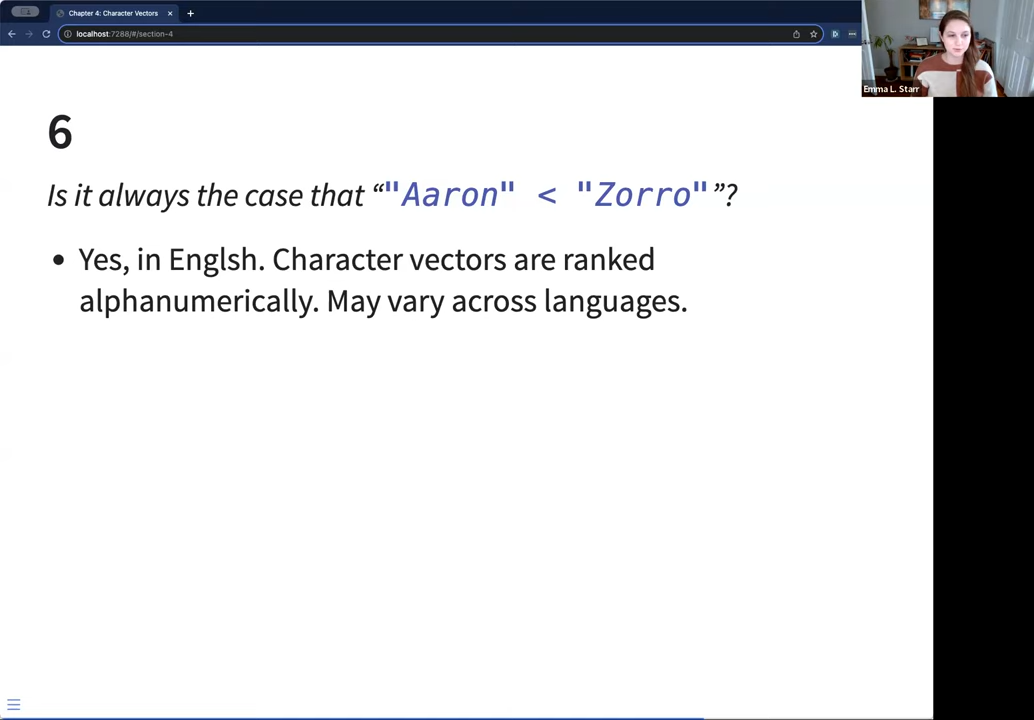 Chapter 4: Character Vectors
localhost:7288/#/section-4
Emma L. Starr
6
Is it always the case that “"Aaron" < "Zorro"”?
• Yes, in Englsh. Character vectors are ranked
alphanumerically. May vary across languages.